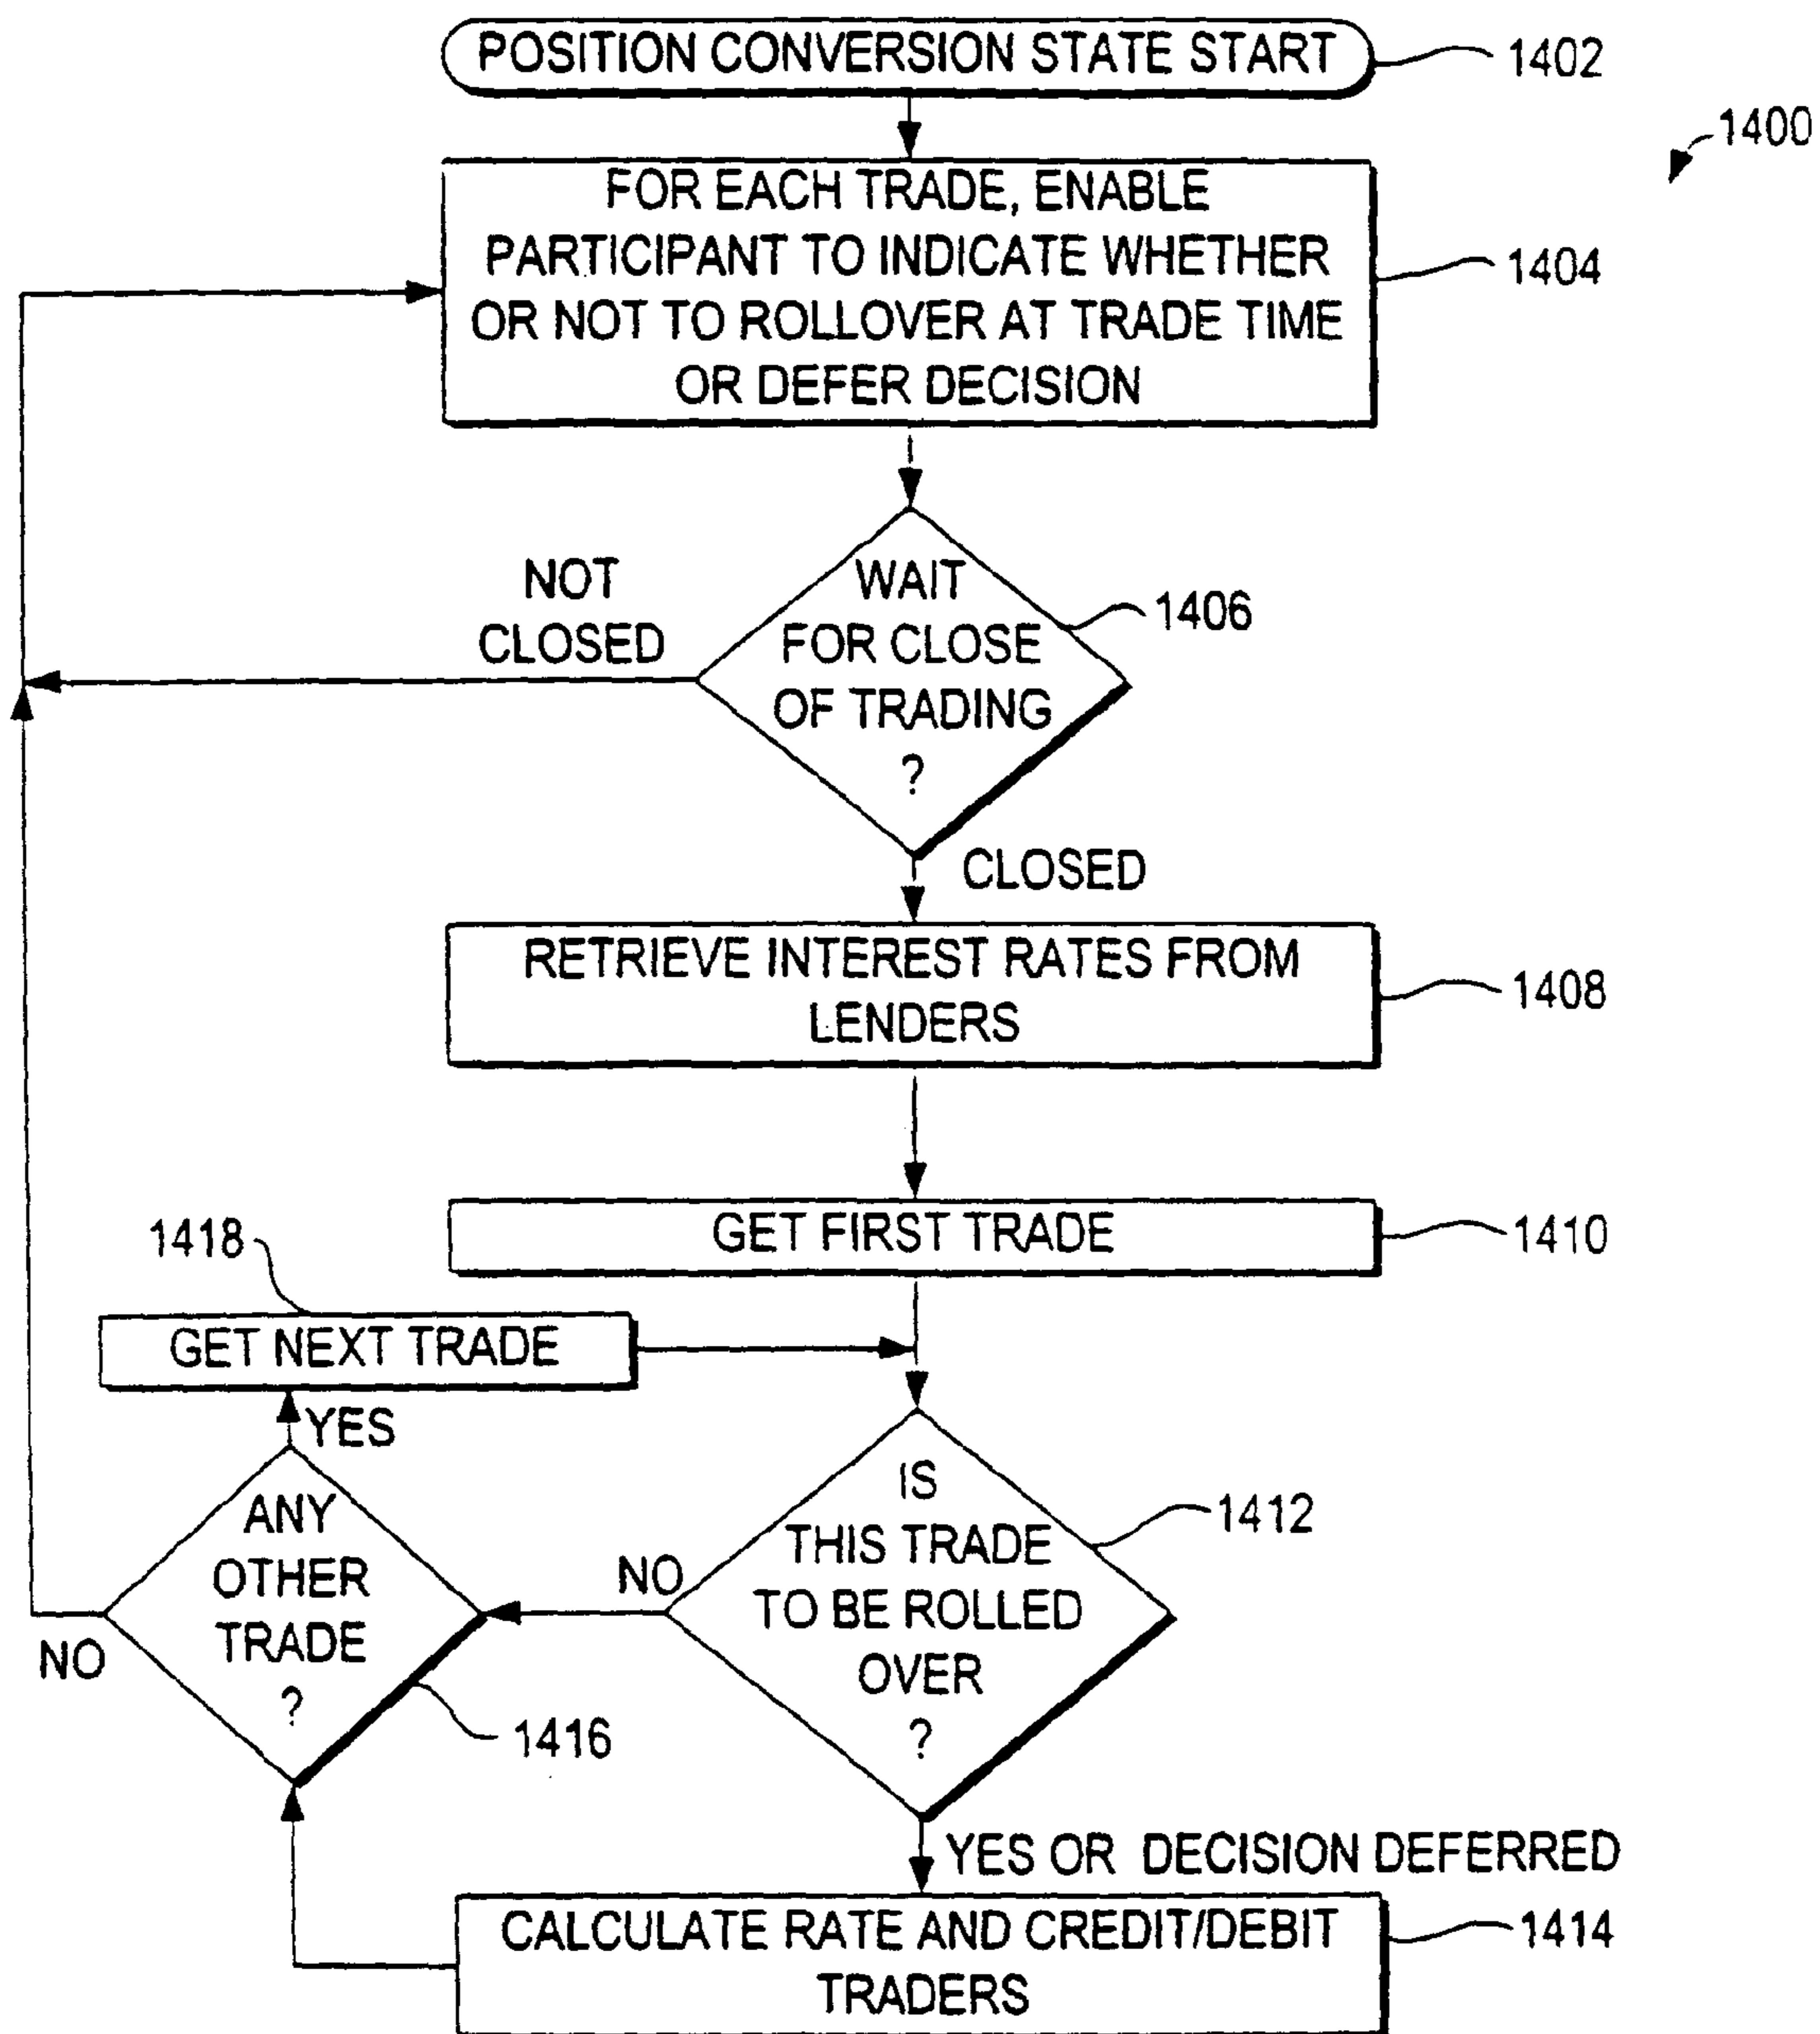 POSITION CONVERSION STATE START
1402
1400
FOR EACH TRADE, ENABLE
PARTICIPANT TO INDICATE WHETHER
OR NOT TO ROLLOVER AT TRADE TIME
OR DEFER DECISION
1404
NOT
CLOSED
WAIT
FOR CLOSE
OF TRADING
?
1406
CLOSED
RETRIEVE INTEREST RATES FROM
LENDERS
1408
GET FIRST TRADE
1410
1418
GET NEXT TRADE
YES
ANY
OTHER
TRADE
?
NO
1416
NO
IS
THIS TRADE
TO BE ROLLED
OVER
?
1412
YES OR DECISION DEFERRED
CALCULATE RATE AND CREDIT/DEBIT
TRADERS
1414